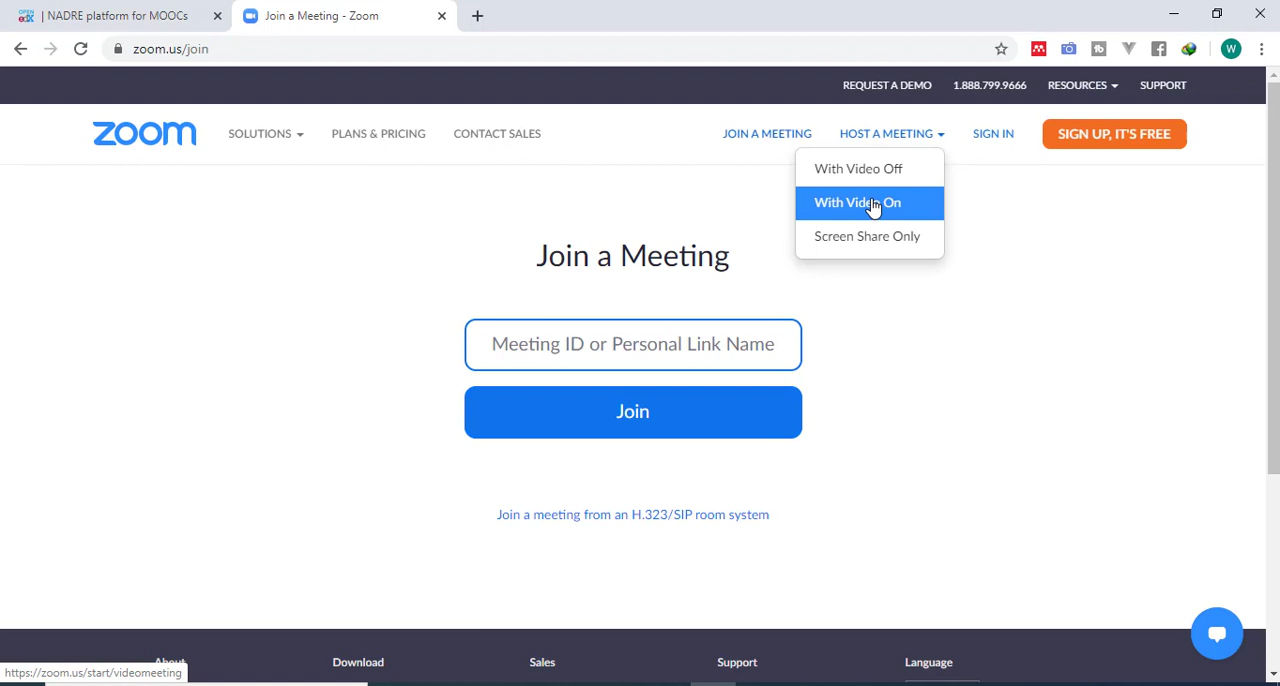 | NADRE platform for MOOCs
Join a Meeting - Zoom
zoom.us/join
W
REQUEST A DEMO 1.888.799.9666 RESOURCES SUPPORT
zoom SOLUTIONS PLANS & PRICING CONTACT SALES JOIN A MEETING HOST A MEETING SIGN IN SIGN UP, IT'S FREE
With Video Off
With Video On
Screen Share Only
Join a Meeting
Meeting ID or Personal Link Name
Join
Join a meeting from an H.323/SIP room system
About Download Sales Support Language
https://zoom.us/start/videomeeting